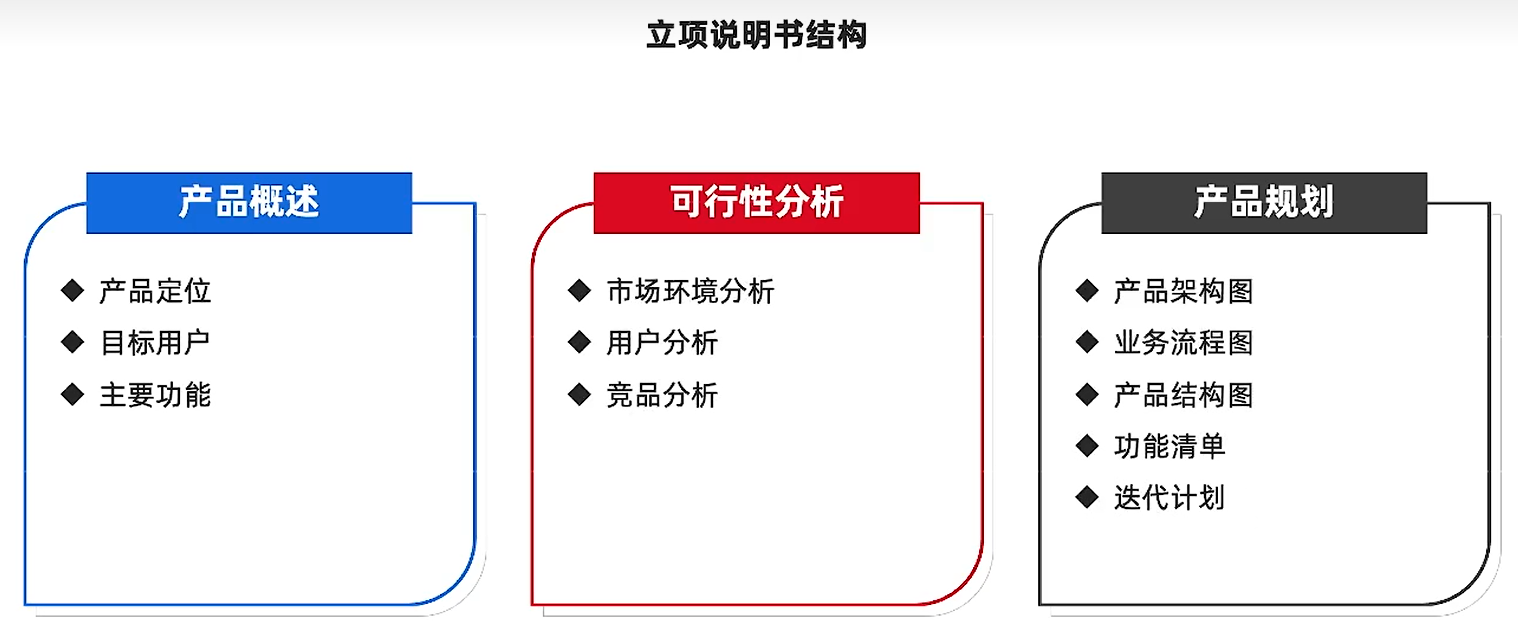 立项说明书结构
产品概述
产品定位
目标用户
主要功能
可行性分析
市场环境分析
用户分析
竞品分析
产品规划
产品架构图
业务流程图
产品结构图
功能清单
迭代计划